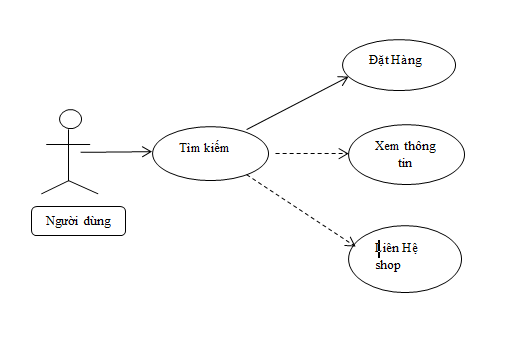 Đặt Hàng
Tìm kiếm
Xem thông
tin
Người dùng
Liên Hệ
shop